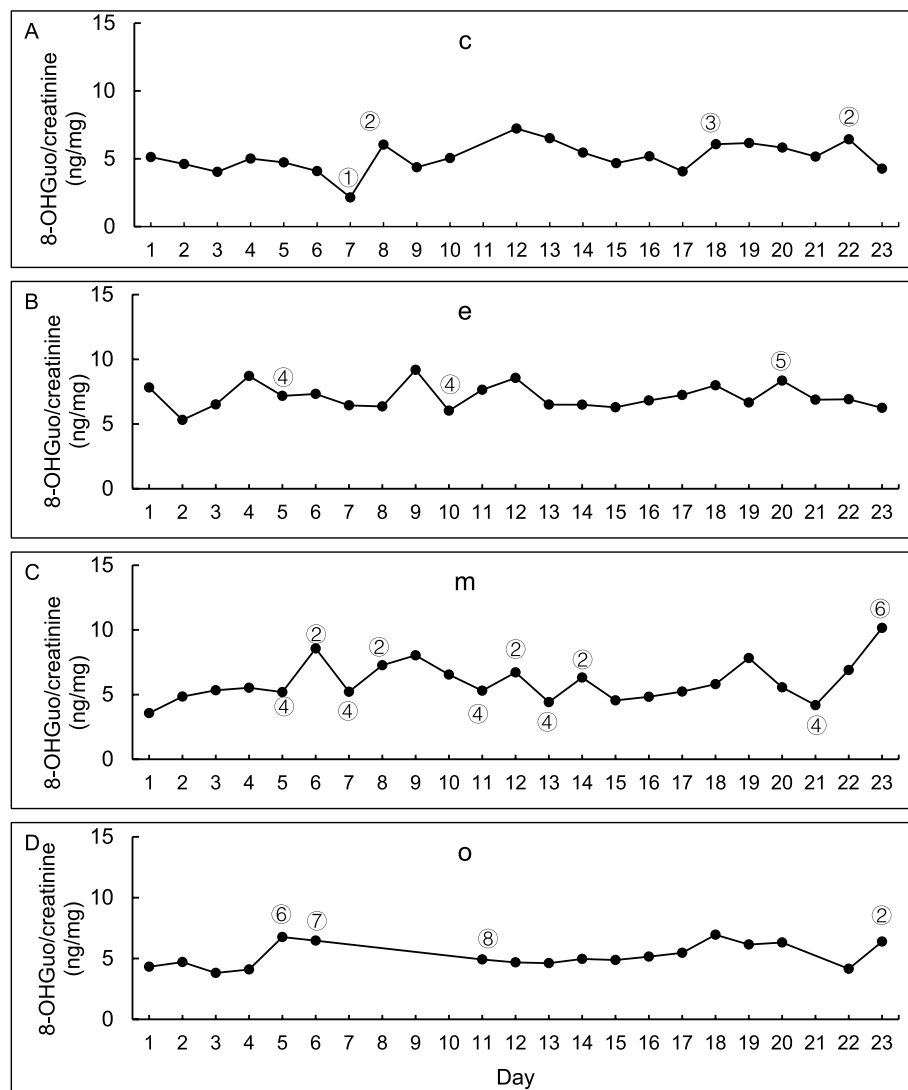 A
c
8-OHGuo/creatinine
(ng/mg)
15
10
5
0
① ② ③ ②
1 2 3 4 5 6 7 8 9 10 11 12 13 14 15 16 17 18 19 20 21 22 23
B
e
8-OHGuo/creatinine
(ng/mg)
15
10
5
0
④ ④ ⑤
1 2 3 4 5 6 7 8 9 10 11 12 13 14 15 16 17 18 19 20 21 22 23
C
m
8-OHGuo/creatinine
(ng/mg)
15
10
5
0
② ② ② ② ⑥
④ ④ ④ ④ ④
1 2 3 4 5 6 7 8 9 10 11 12 13 14 15 16 17 18 19 20 21 22 23
D
o
8-OHGuo/creatinine
(ng/mg)
15
10
5
0
⑥ ⑦ ⑧ ②
1 2 3 4 5 6 7 8 9 10 11 12 13 14 15 16 17 18 19 20 21 22 23
Day